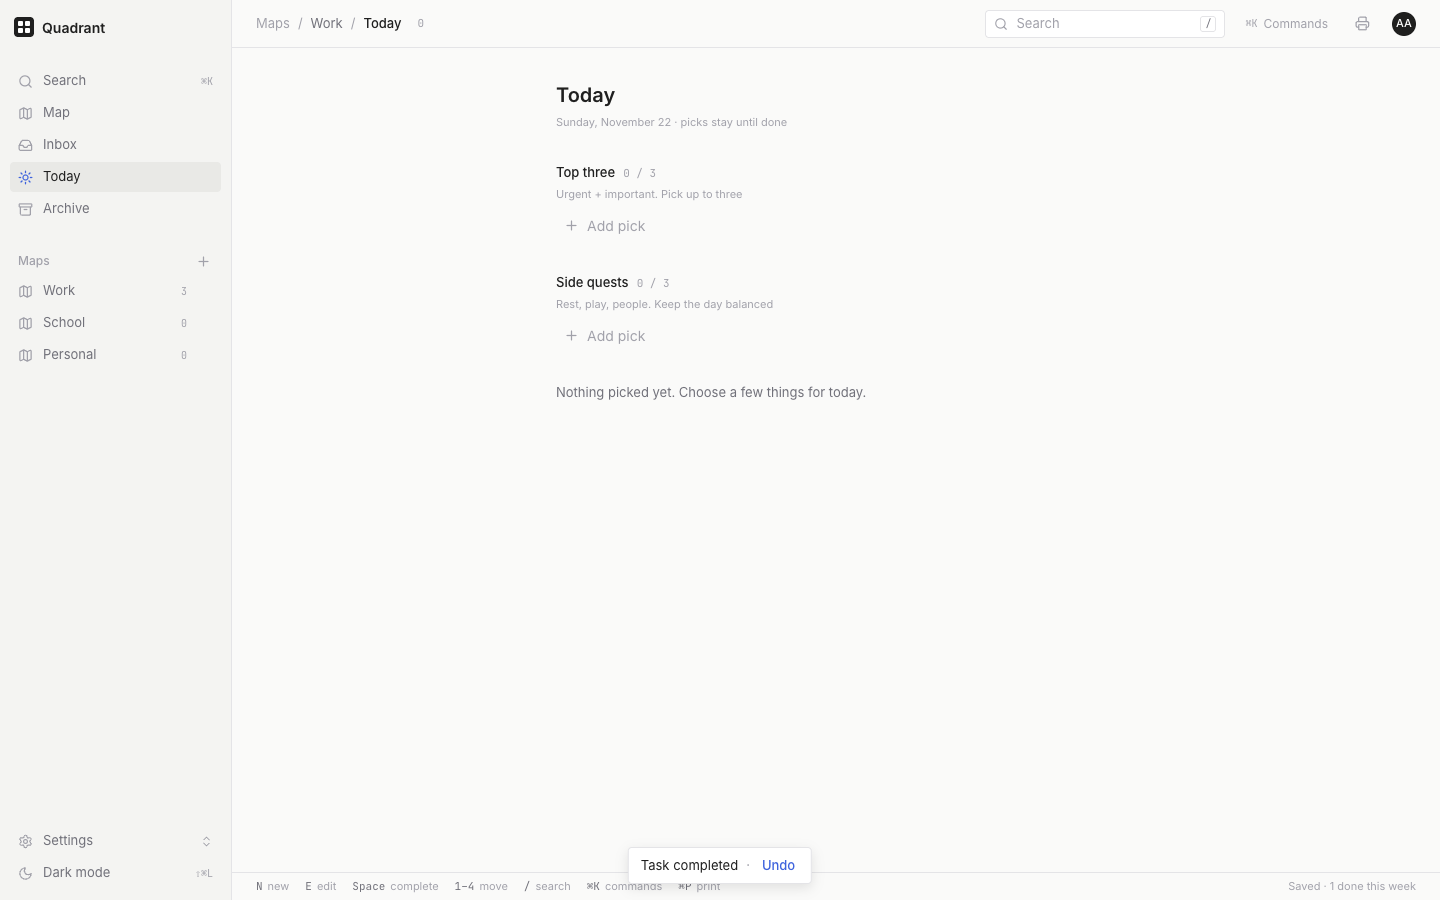 Quadrant
Search ⌘K
Map
Inbox
Today
Archive
Maps
Work 3
School 0
Personal 0
Settings
Dark mode ⇧⌘L
Maps / Work / Today 0
Search /
⌘K Commands
AA
Today
Sunday, November 22 · picks stay until done
Top three 0 / 3
Urgent + important. Pick up to three
+ Add pick
Side quests 0 / 3
Rest, play, people. Keep the day balanced
+ Add pick
Nothing picked yet. Choose a few things for today.
Task completed · Undo
N new E edit Space complete 1–4 move / search ⌘K commands ⌘P print
Saved · 1 done this week